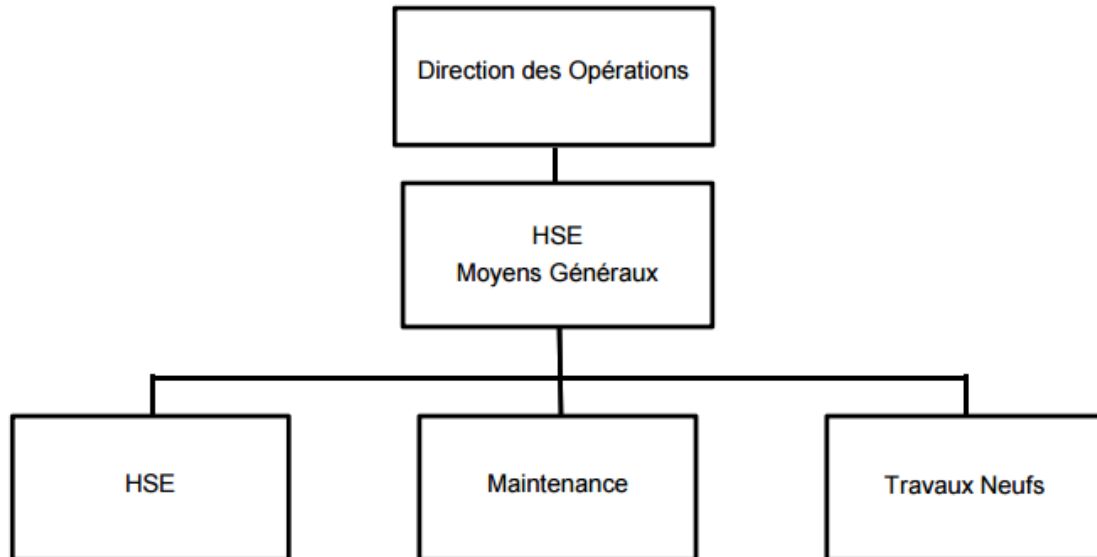 Direction des Opérations
HSE
Moyens Généraux
HSE
Maintenance
Travaux Neufs